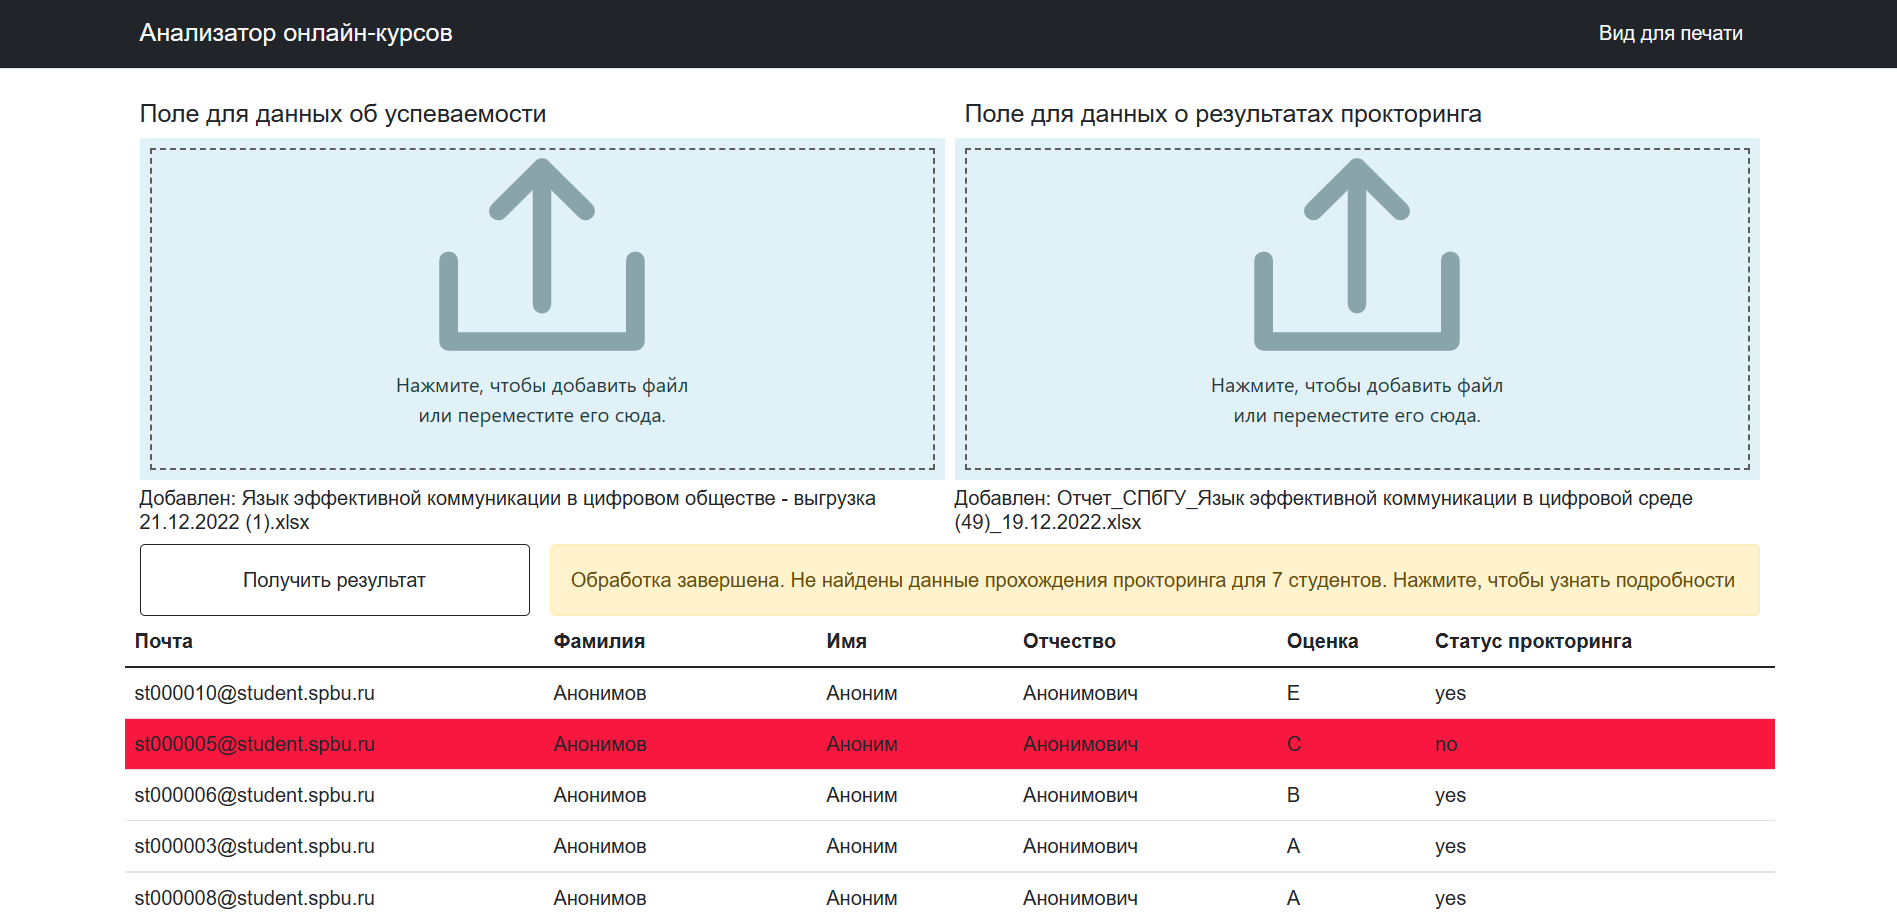 Анализатор онлайн-курсов
Вид для печати
Поле для данных об успеваемости
Поле для данных о результатах прокторинга
Нажмите, чтобы добавить файл
или переместите его сюда.
Нажмите, чтобы добавить файл
или переместите его сюда.
Добавлен: Язык эффективной коммуникации в цифровом обществе - выгрузка
21.12.2022 (1).xlsx
Добавлен: Отчет_СПбГУ_Язык эффективной коммуникации в цифровой среде
(49)_19.12.2022.xlsx
Получить результат
Обработка завершена. Не найдены данные прохождения прокторинга для 7 студентов. Нажмите, чтобы узнать подробности
Почта Фамилия Имя Отчество Оценка Статус прокторинга
st000010@student.spbu.ru Анонимов Аноним Анонимович E yes
st000005@student.spbu.ru Анонимов Аноним Анонимович C no
st000006@student.spbu.ru Анонимов Аноним Анонимович B yes
st000003@student.spbu.ru Анонимов Аноним Анонимович A yes
st000008@student.spbu.ru Анонимов Аноним Анонимович A yes